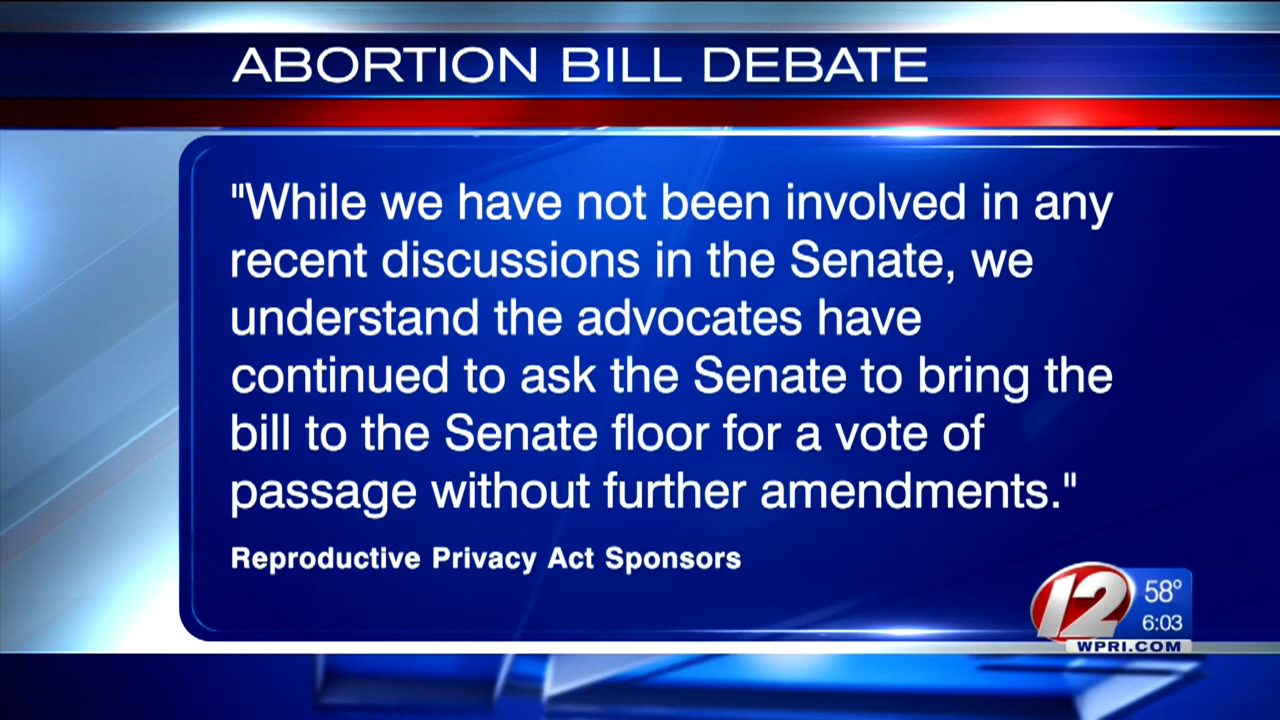 ABORTION BILL DEBATE
"While we have not been involved in any
recent discussions in the Senate, we
understand the advocates have
continued to ask the Senate to bring the
bill to the Senate floor for a vote of
passage without further amendments."
Reproductive Privacy Act Sponsors
12
58°
6:03
WPRI.COM